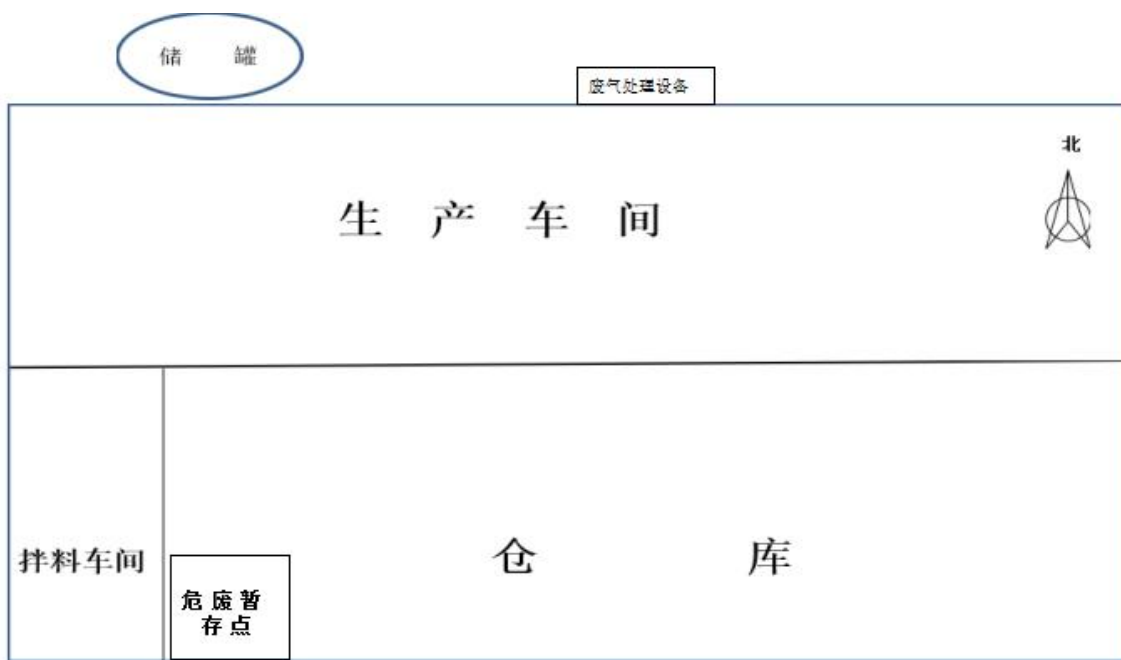 储 罐
废气处理设备
北
生 产 车 间
拌料车间
仓 库
危 废 暂
存 点